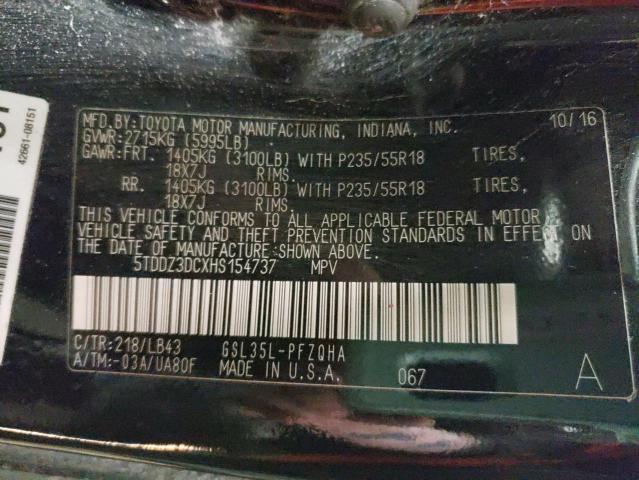 42661-08151
MFD.BY:TOYOTA MOTOR MANUFACTURING, INDIANA, INC. 10/16
GVWR: 2715KG (5995LB)
GAWR:FRT. 1405KG (3100LB) WITH P235/55R18 TIRES,
18X7J RIMS.
RR. 1405KG (3100LB) WITH P235/55R18 TIRES,
18X7J RIMS.
THIS VEHICLE CONFORMS TO ALL APPLICABLE FEDERAL MOTOR
VEHICLE SAFETY AND THEFT PREVENTION STANDARDS IN EFFECT ON
THE DATE OF MANUFACTURE SHOWN ABOVE.
5TDDZ3DCXHS154737 MPV
C/TR:218/LB43 GSL35L-PFZQHA
A/TM:-03A/UA80F MADE IN U.S.A. 067 A